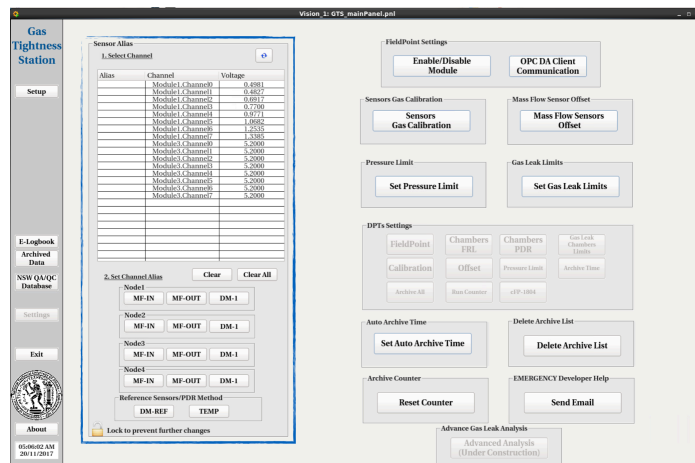 Vision_1: GTS_mainPanel.pnl
Gas
Tightness
Station
Setup
E-Logbook
Archived
Data
NSW QA/QC
Database
Settings
Exit
About
05:06:02 AM
20/11/2017
Sensor Alias
1. Select Channel
Alias Channel Voltage
Module1.Channel0 0.4981
Module1.Channel1 0.4827
Module1.Channel2 0.6917
Module1.Channel3 0.7700
Module1.Channel4 0.9771
Module1.Channel5 1.0682
Module1.Channel6 1.2535
Module1.Channel7 1.3385
Module3.Channel0 5.2000
Module3.Channel1 5.2000
Module3.Channel2 5.2000
Module3.Channel3 5.2000
Module3.Channel4 5.2000
Module3.Channel5 5.2000
Module3.Channel6 5.2000
Module3.Channel7 5.2000
2. Set Channel Alias
Clear
Clear All
Node1
MF-IN MF-OUT DM-1
Node2
MF-IN MF-OUT DM-1
Node3
MF-IN MF-OUT DM-1
Node4
MF-IN MF-OUT DM-1
Reference Sensors/PDR Method
DM-REF TEMP
Lock to prevent further changes
FieldPoint Settings
Enable/Disable
Module
OPC DA Client
Communication
Sensors Gas Calibration
Sensors
Gas Calibration
Mass Flow Sensor Offset
Mass Flow Sensors
Offset
Pressure Limit
Set Pressure Limit
Gas Leak Limits
Set Gas Leak Limits
DPTs Settings
FieldPoint
Chambers
FRL
Chambers
PDR
Gas Leak
Chambers
Limits
Calibration
Offset
Pressure Limit
Archive Time
Archive All
Run Counter
cFP-1804
Auto Archive Time
Set Auto Archive Time
Delete Archive List
Delete Archive List
Archive Counter
Reset Counter
EMERGENCY Developer Help
Send Email
Advance Gas Leak Analysis
Advanced Analysis
(Under Construction)